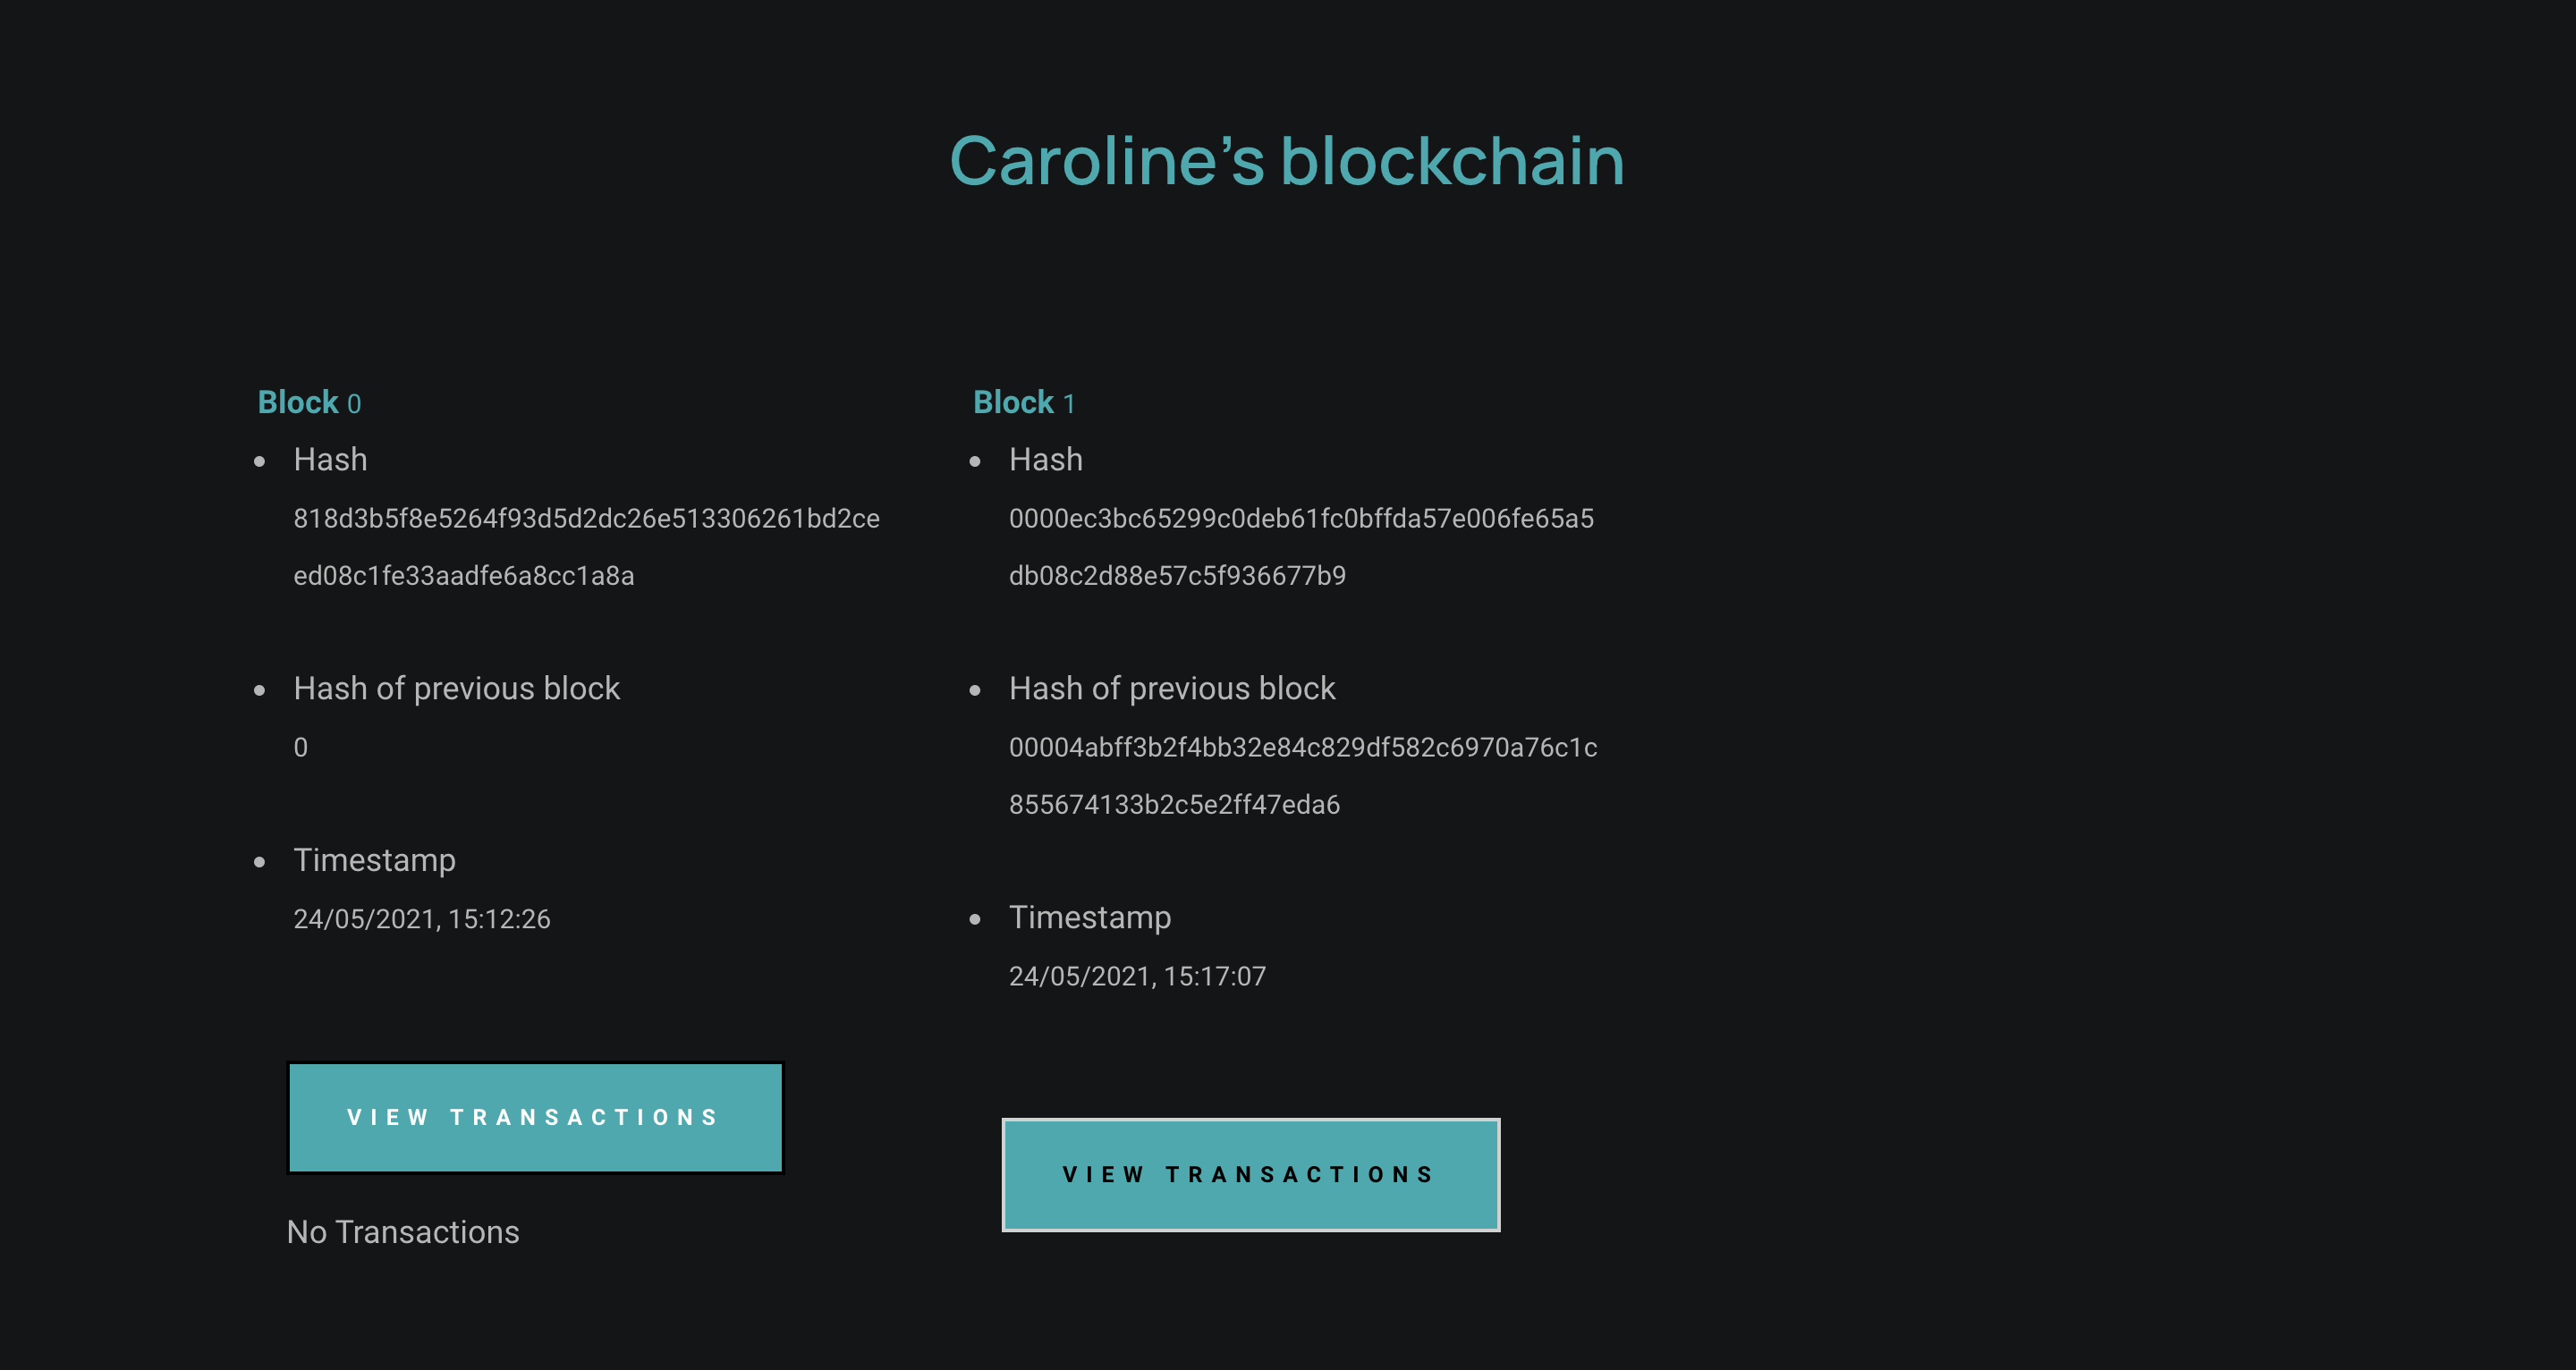 Caroline’s blockchain
Block 0
Hash
818d3b5f8e5264f93d5d2dc26e513306261bd2ce
ed08c1fe33aadfe6a8cc1a8a
Hash of previous block
0
Timestamp
24/05/2021, 15:12:26
VIEW TRANSACTIONS
No Transactions
Block 1
Hash
0000ec3bc65299c0deb61fc0bffda57e006fe65a5
db08c2d88e57c5f936677b9
Hash of previous block
00004abff3b2f4bb32e84c829df582c6970a76c1c
855674133b2c5e2ff47eda6
Timestamp
24/05/2021, 15:17:07
VIEW TRANSACTIONS